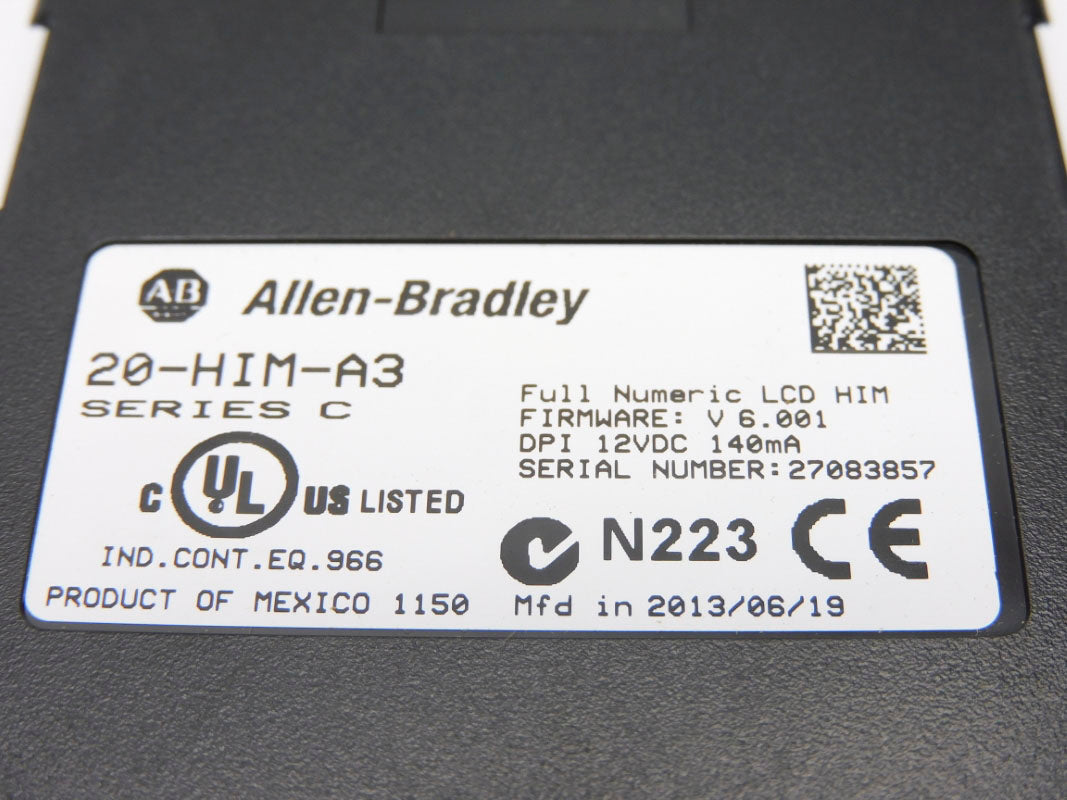 AB Allen-Bradley
20-HIM-A3
SERIES C
Full Numeric LCD HIM
FIRMWARE: V 6.001
DPI 12VDC 140mA
SERIAL NUMBER:27083857
C UL US LISTED
N223 CE
IND.CONT.EQ.966
PRODUCT OF MEXICO 1150 Mfd in 2013/06/19